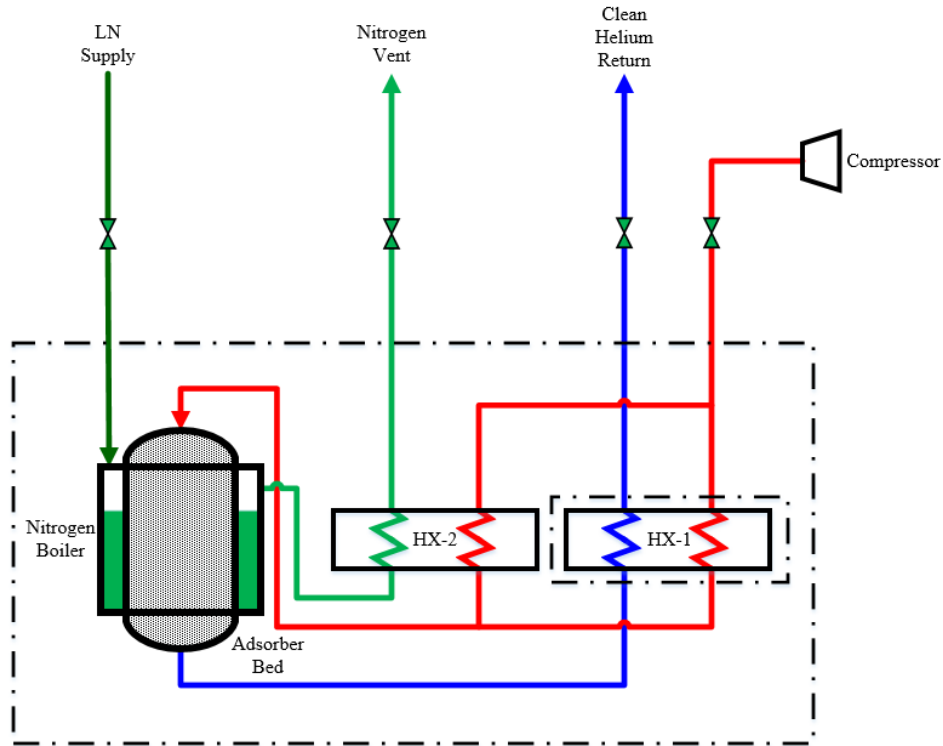 LN
Supply
Nitrogen
Vent
Clean
Helium
Return
Compressor
Nitrogen
Boiler
HX-2
HX-1
Adsorber
Bed